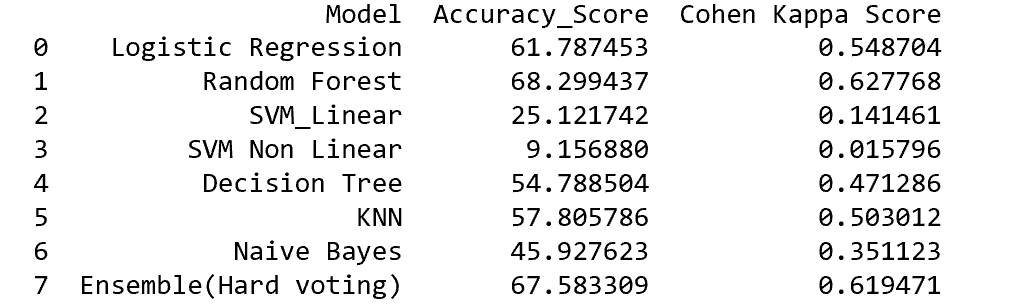 Model Accuracy_Score Cohen Kappa Score
0 Logistic Regression 61.787453 0.548704
1 Random Forest 68.299437 0.627768
2 SVM_Linear 25.121742 0.141461
3 SVM Non Linear 9.156880 0.015796
4 Decision Tree 54.788504 0.471286
5 KNN 57.805786 0.503012
6 Naive Bayes 45.927623 0.351123
7 Ensemble(Hard voting) 67.583309 0.619471